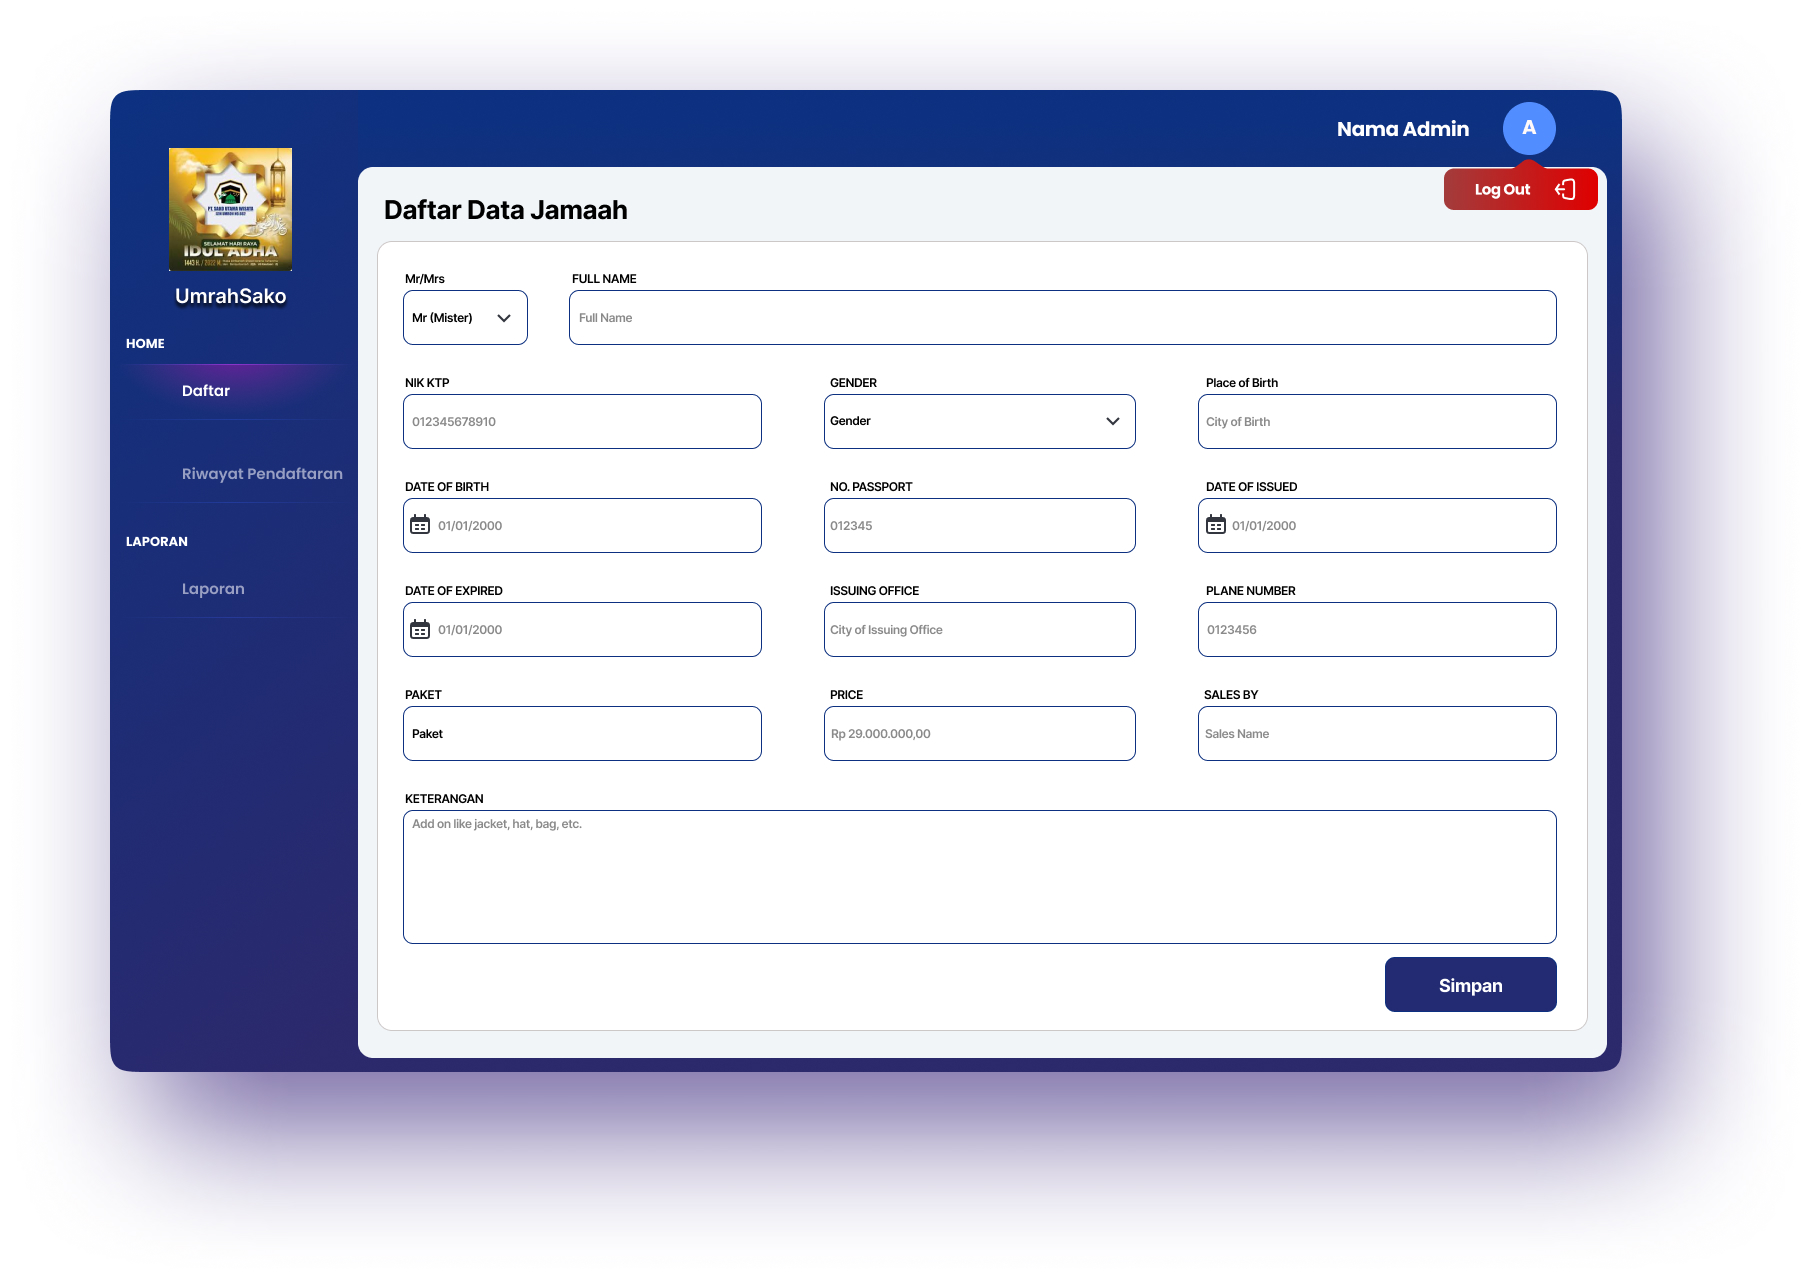 Nama Admin
A
Log Out
PT. SAKO UTAMA WISATA
SELAMAT HARI RAYA
IDUL ADHA
UmrahSako
HOME
Daftar
Riwayat Pendaftaran
LAPORAN
Laporan
Daftar Data Jamaah
Mr/Mrs
FULL NAME
Mr (Mister)
Full Name
NIK KTP
GENDER
Place of Birth
012345678910
Gender
City of Birth
DATE OF BIRTH
NO. PASSPORT
DATE OF ISSUED
01/01/2000
012345
01/01/2000
DATE OF EXPIRED
ISSUING OFFICE
PLANE NUMBER
01/01/2000
City of Issuing Office
0123456
PAKET
PRICE
SALES BY
Paket
Rp 29.000.000,00
Sales Name
KETERANGAN
Add on like jacket, hat, bag, etc.
Simpan